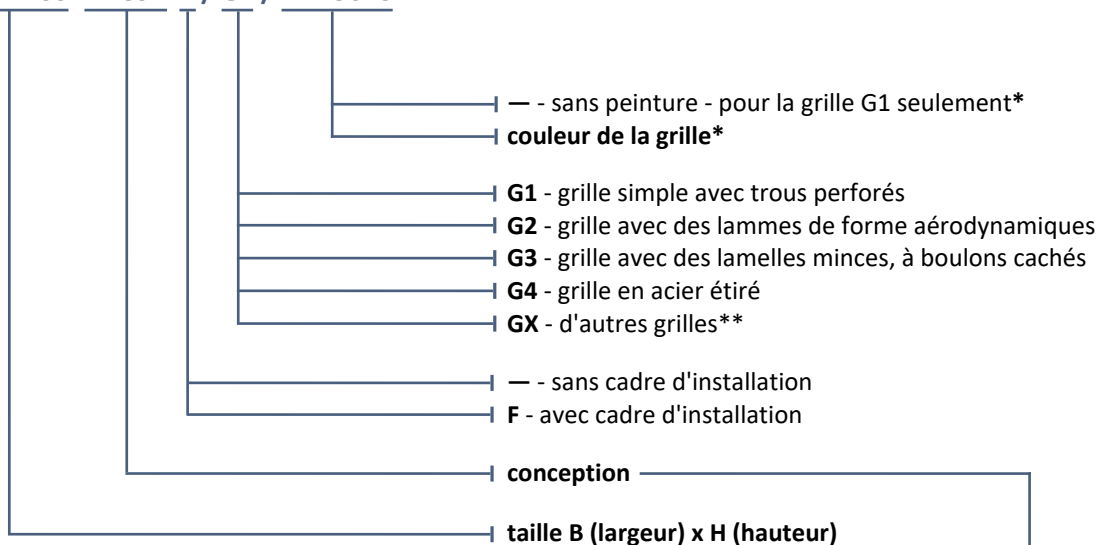 — - sans peinture - pour la grille G1 seulement*
couleur de la grille*
G1 - grille simple avec trous perforés
G2 - grille avec des lammes de forme aérodynamiques
G3 - grille avec des lamelles minces, à boulons cachés
G4 - grille en acier étiré
GX - d'autres grilles**
— - sans cadre d'installation
F - avec cadre d'installation
conception
taille B (largeur) x H (hauteur)